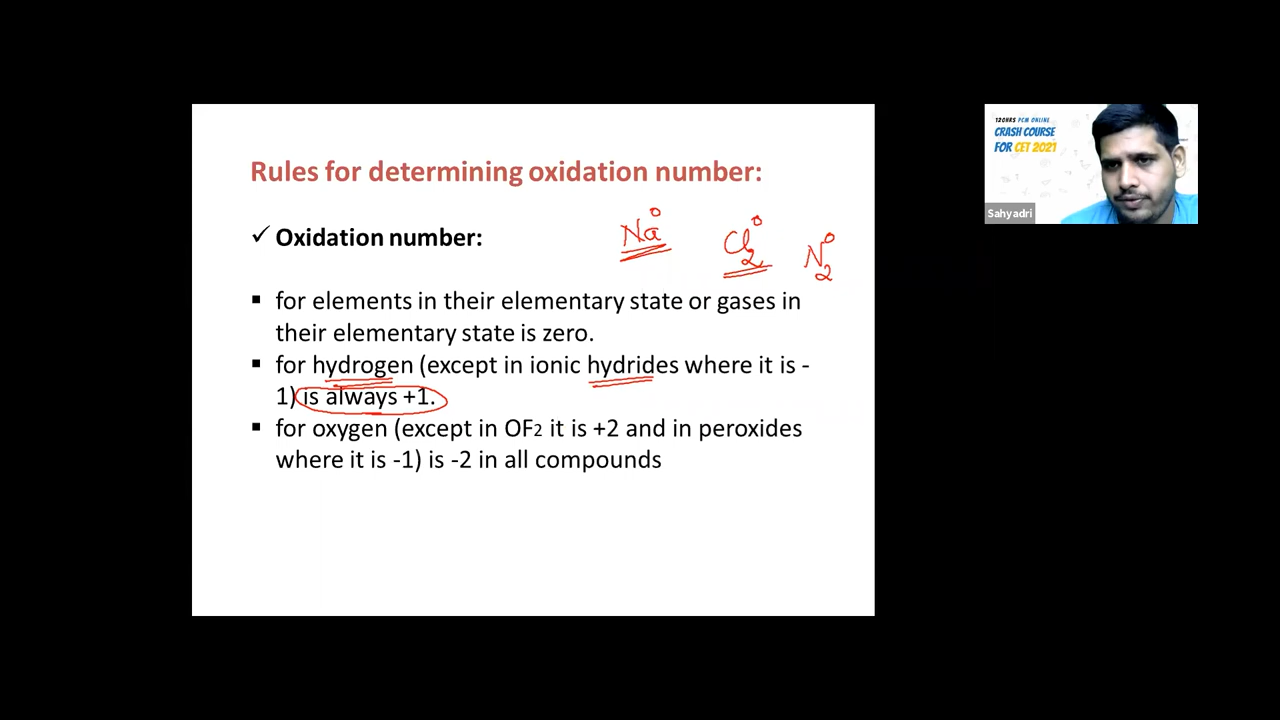 Rules for determining oxidation number:
✓ Oxidation number:
Na⁰ Cl₂⁰ N₂⁰
▪ for elements in their elementary state or gases in
their elementary state is zero.
▪ for hydrogen (except in ionic hydrides where it is -
1) is always +1.
▪ for oxygen (except in OF2 it is +2 and in peroxides
where it is -1) is -2 in all compounds
120HRS PCM ONLINE
CRASH COURSE
FOR CET 2021
Sahyadri